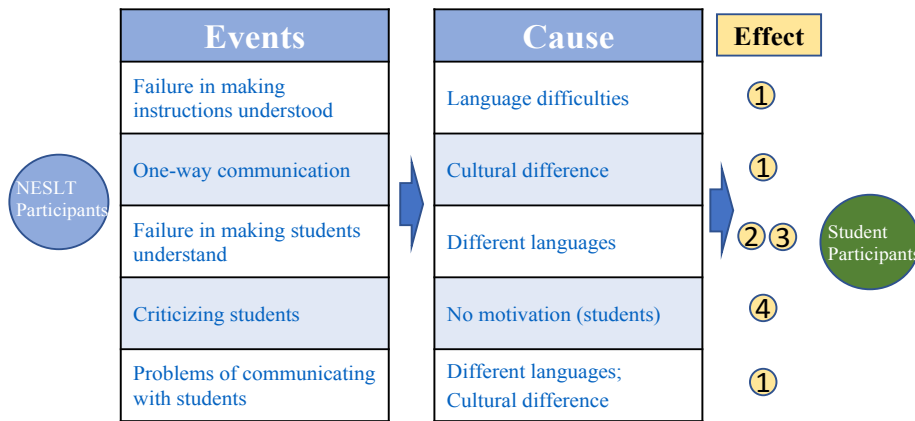 Events
Cause
Effect
Failure in making
instructions understood
Language difficulties
1
NESLT
Participants
One-way communication
Cultural difference
1
Failure in making students
understand
Different languages
2 3
Student
Participants
Criticizing students
No motivation (students)
4
Problems of communicating
with students
Different languages;
Cultural difference
1